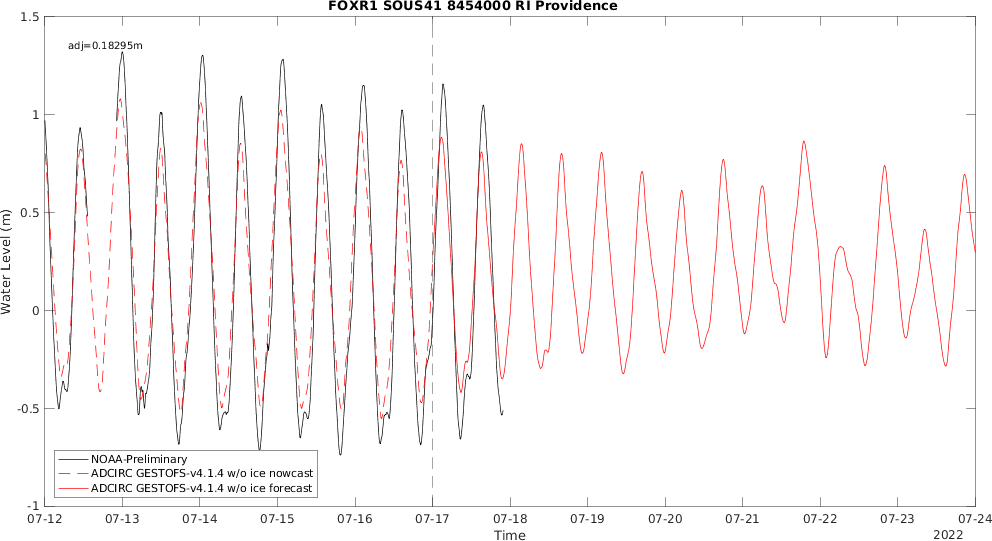 FOXR1 SOUS41 8454000 RI Providence
adj=0.18295m
1.5
1
0.5
0
-0.5
-1
Water Level (m)
NOAA-Preliminary
ADCIRC GESTOFS-v4.1.4 w/o ice nowcast
ADCIRC GESTOFS-v4.1.4 w/o ice forecast
07-12 07-13 07-14 07-15 07-16 07-17 07-18 07-19 07-20 07-21 07-22 07-23 07-24
Time
2022